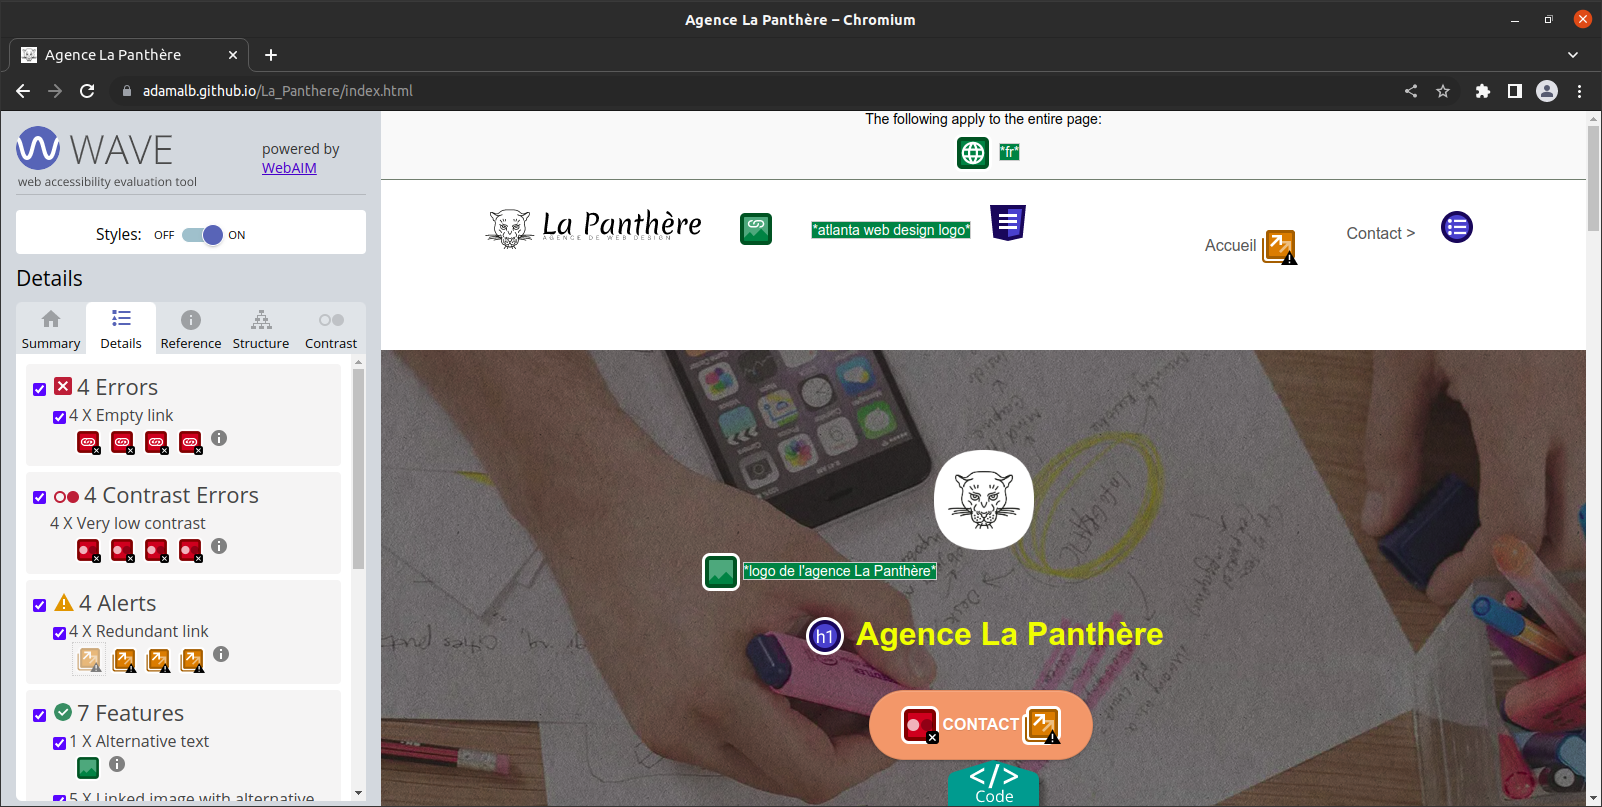 Agence La Panthère – Chromium
Agence La Panthère
adamalb.github.io/La_Panthere/index.html
WAVE
web accessibility evaluation tool
powered by
WebAIM
Styles: OFF ON
Details
Summary Details Reference Structure Contrast
4 Errors
4 X Empty link
4 Contrast Errors
4 X Very low contrast
4 Alerts
4 X Redundant link
7 Features
1 X Alternative text
5 X Linked image with alternative
The following apply to the entire page:
*fr*
La Panthère
AGENCE DE WEB DESIGN
*atlanta web design logo*
Accueil
Contact >
*logo de l'agence La Panthère*
h1 Agence La Panthère
CONTACT
</>
Code